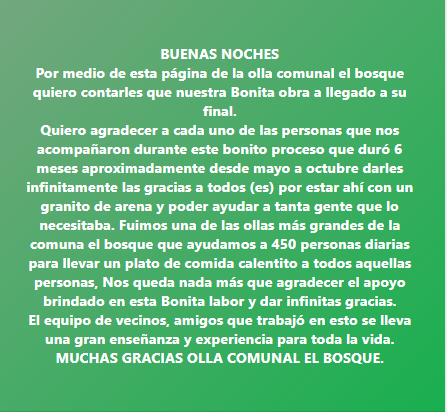 BUENAS NOCHES
Por medio de esta página de la olla comunal el bosque
quiero contarles que nuestra Bonita obra a llegado a su
final.
Quiero agradecer a cada uno de las personas que nos
acompañaron durante este bonito proceso que duró 6
meses aproximadamente desde mayo a octubre darles
infinitamente las gracias a todos (es) por estar ahí con un
granito de arena y poder ayudar a tanta gente que lo
necesitaba. Fuimos una de las ollas más grandes de la
comuna el bosque que ayudamos a 450 personas diarias
para llevar un plato de comida calentito a todos aquellas
personas, Nos queda nada más que agradecer el apoyo
brindado en esta Bonita labor y dar infinitas gracias.
El equipo de vecinos, amigos que trabajó en esto se lleva
una gran enseñanza y experiencia para toda la vida.
MUCHAS GRACIAS OLLA COMUNAL EL BOSQUE.